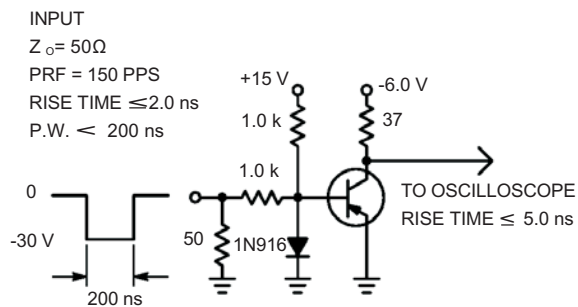 INPUT
Z O= 50Ω
PRF = 150 PPS
RISE TIME ≤2.0 ns
P.W. < 200 ns
+15 V
-6.0 V
1.0 k
37
1.0 k
0
-30 V
50
1N916
200 ns
TO OSCILLOSCOPE
RISE TIME ≤ 5.0 ns